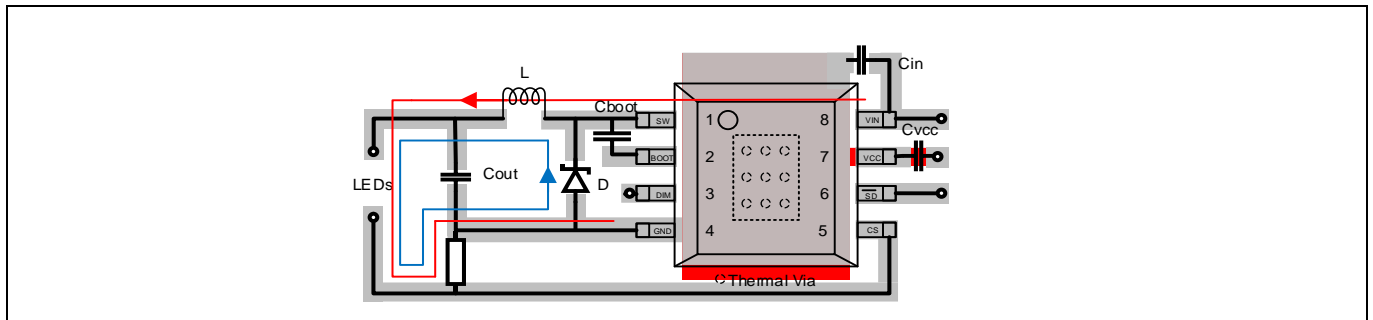 Cin
L
Cboot
SW
1
8
VIN
Cvcc
BOOT
2
7
VCC
LEDs
Cout
D
DIM
3
6
SD
GND
4
5
CS
Thermal Via